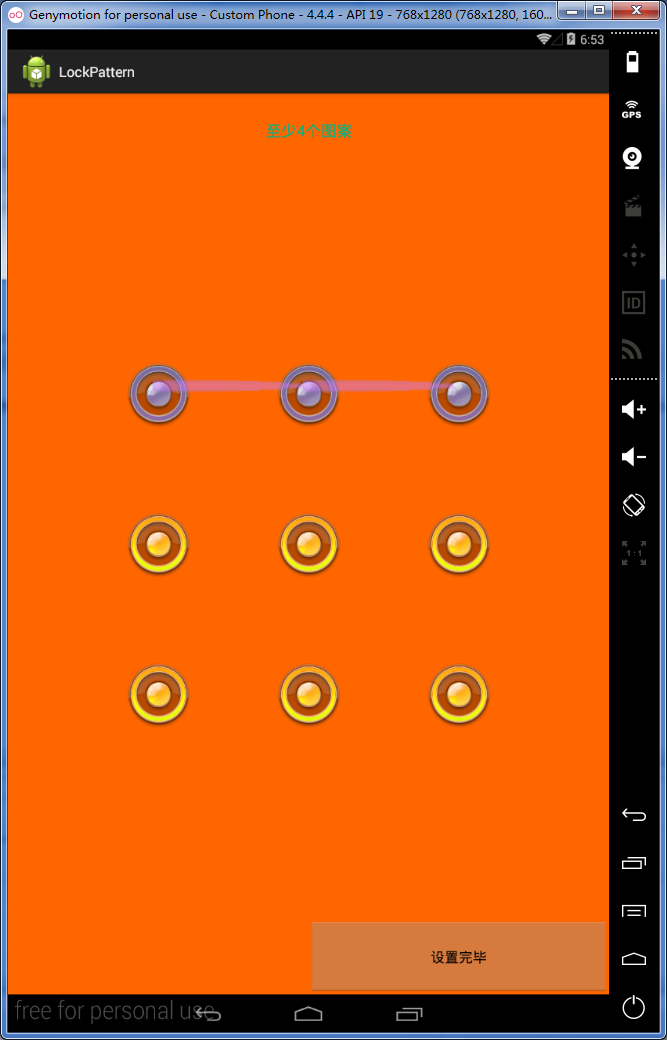 Genymotion for personal use - Custom Phone - 4.4.4 - API 19 - 768x1280 (768x1280, 160...
6:53
LockPattern
GPS
至少4个图案
ID
1:1
设置完毕
free for personal use